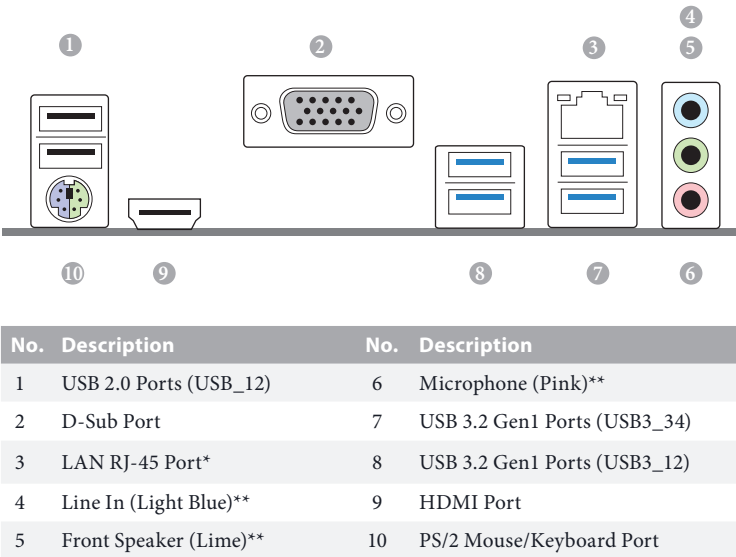 4
1 2 3 5
10 9 8 7 6
No. Description No. Description
1 USB 2.0 Ports (USB_12) 6 Microphone (Pink)**
2 D-Sub Port 7 USB 3.2 Gen1 Ports (USB3_34)
3 LAN RJ-45 Port* 8 USB 3.2 Gen1 Ports (USB3_12)
4 Line In (Light Blue)** 9 HDMI Port
5 Front Speaker (Lime)** 10 PS/2 Mouse/Keyboard Port